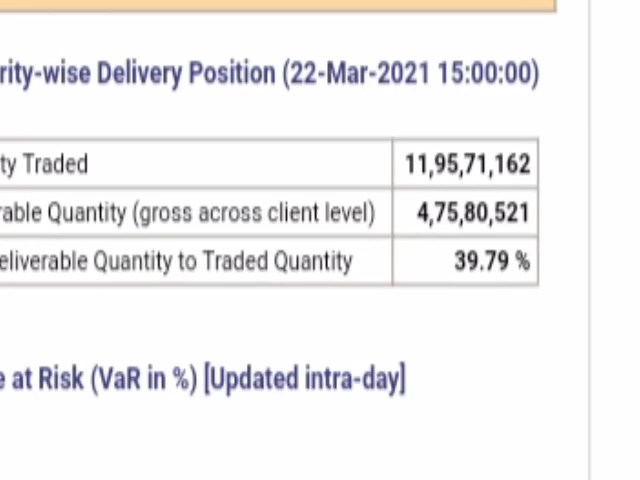 rity-wise Delivery Position (22-Mar-2021 15:00:00)
ty Traded 11,95,71,162
rable Quantity (gross across client level) 4,75,80,521
eliverable Quantity to Traded Quantity 39.79 %
e at Risk (VaR in %) [Updated intra-day]